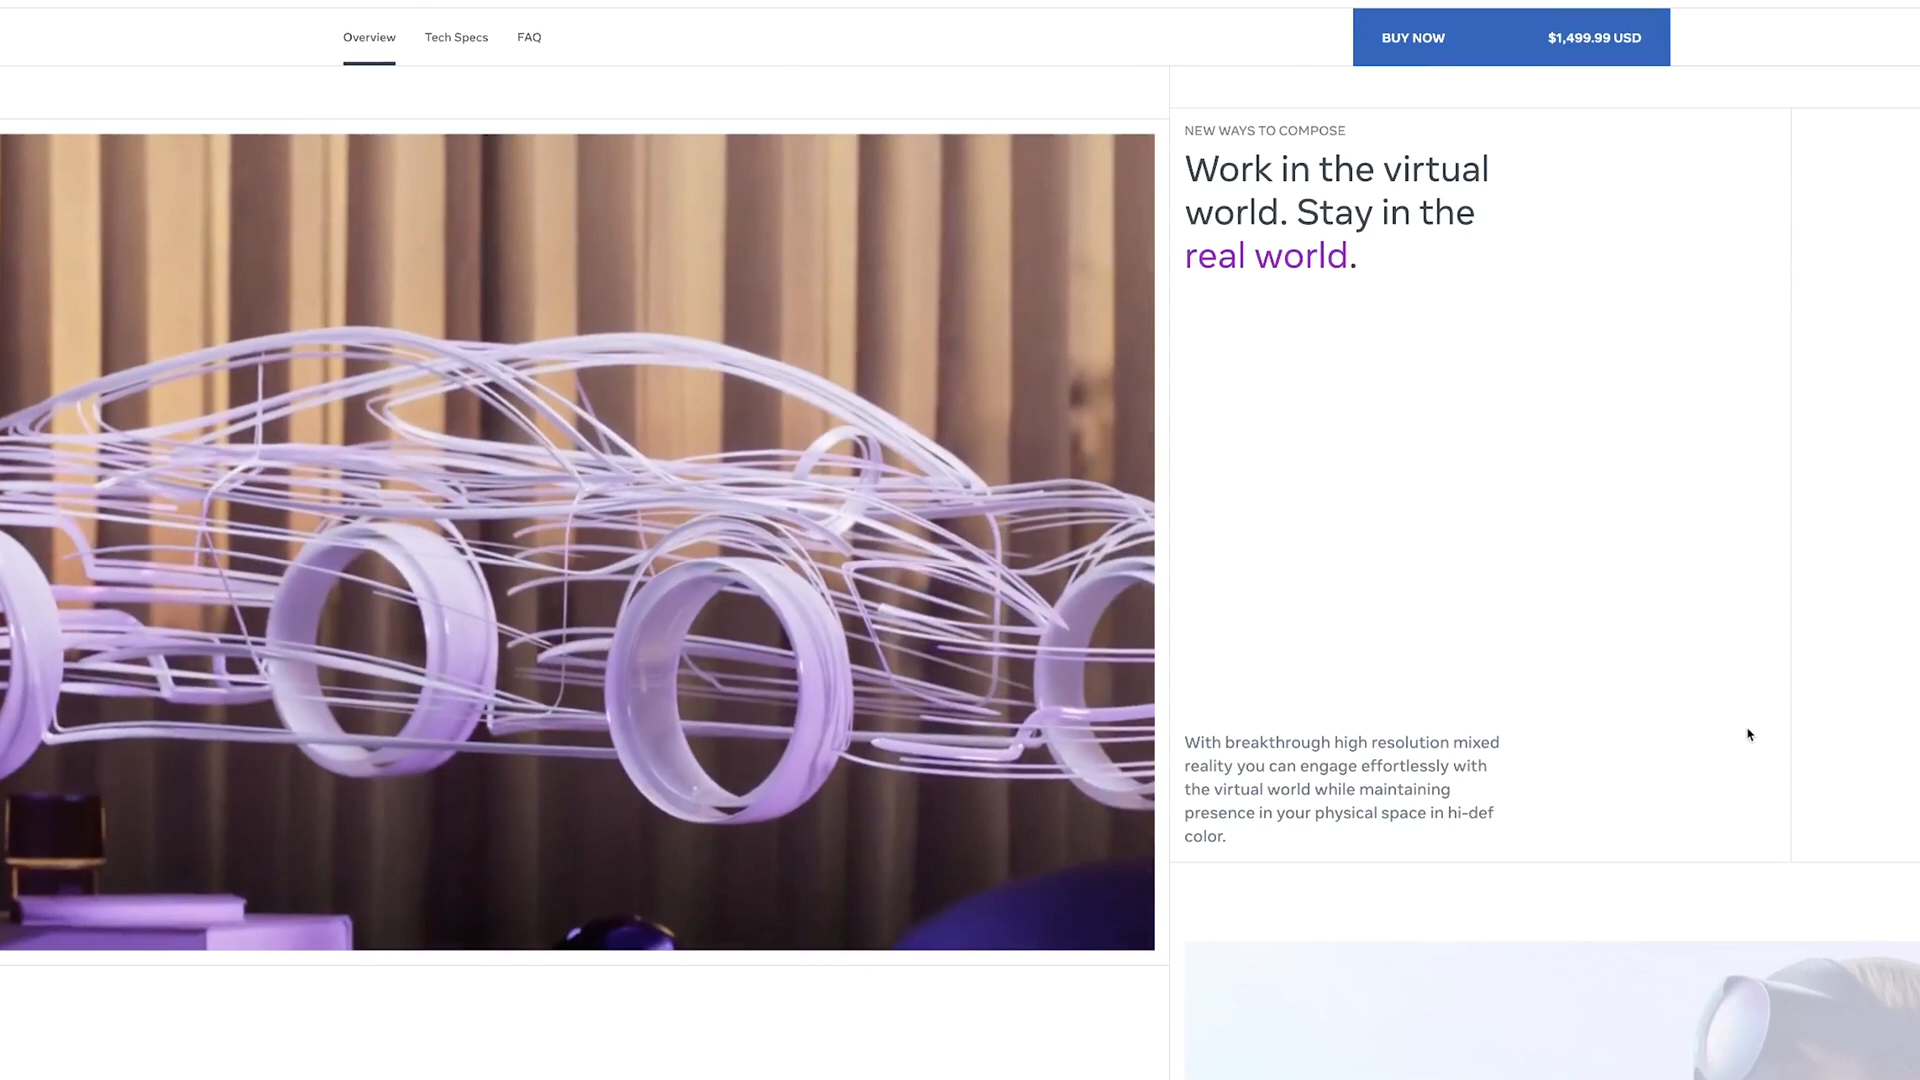 Overview
Tech Specs
FAQ
BUY NOW
$1,499.99 USD
NEW WAYS TO COMPOSE
Work in the virtual
world. Stay in the
real world.
With breakthrough high resolution mixed
reality you can engage effortlessly with
the virtual world while maintaining
presence in your physical space in hi-def
color.